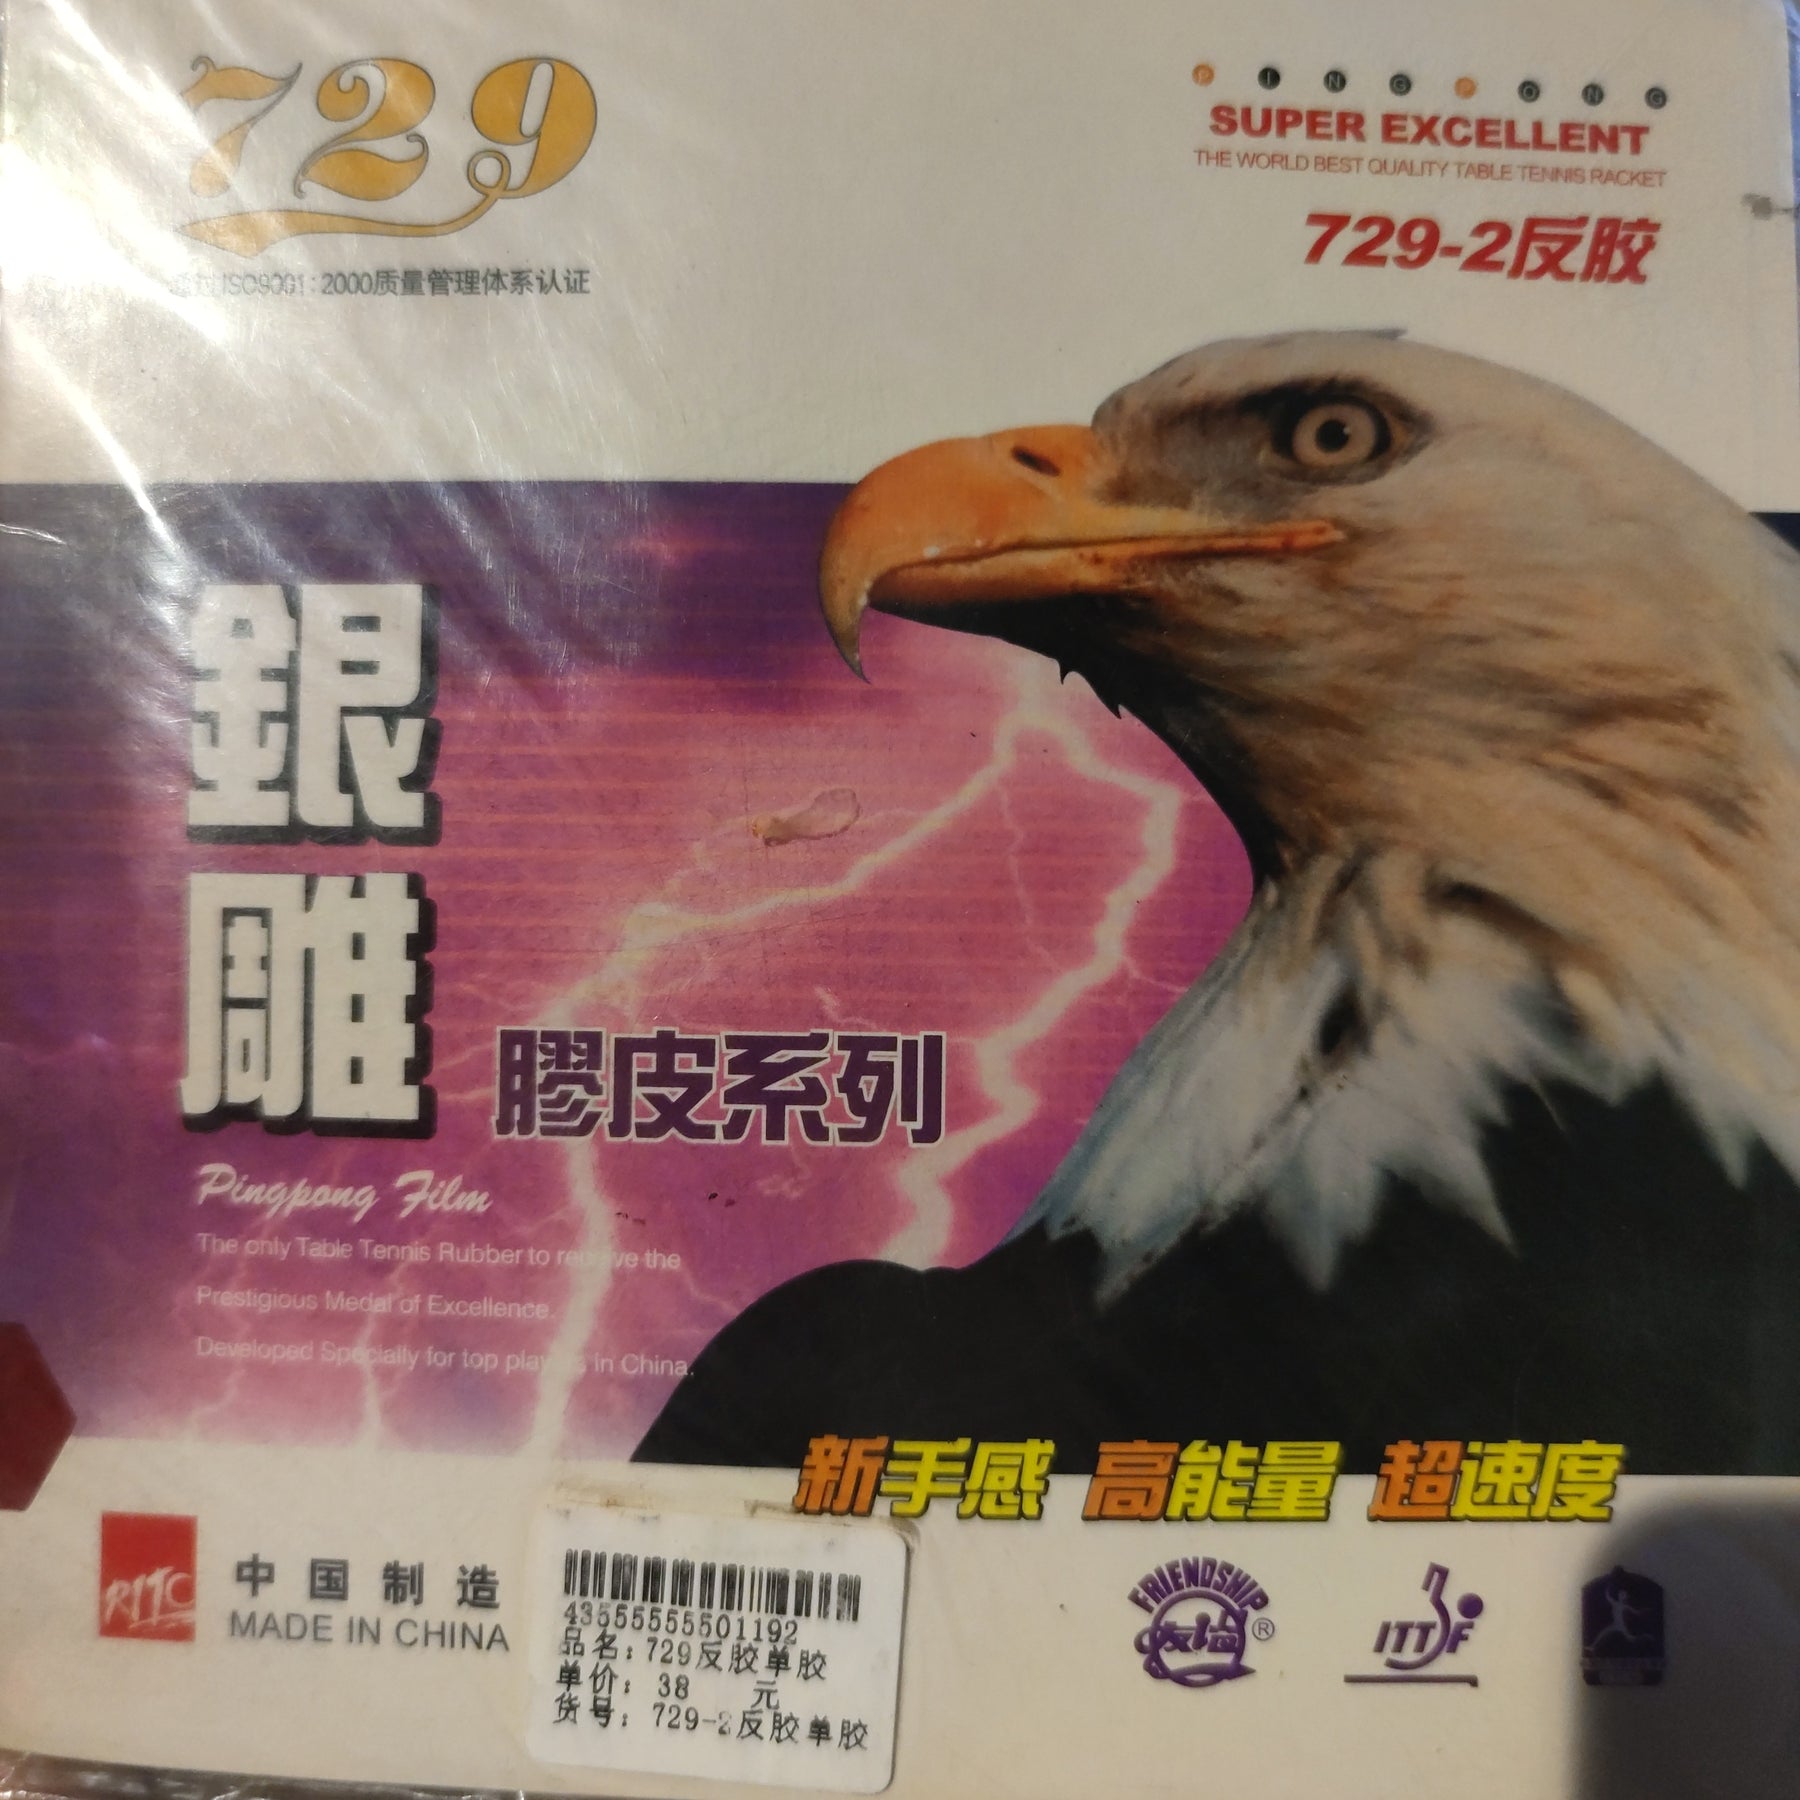 729
通过ISO9001:2000质量管理体系认证
PINGPONG
SUPER EXCELLENT
THE WORLD BEST QUALITY TABLE TENNIS RACKET
729-2反胶
銀雕
膠皮系列
Pingpong Film
The only Table Tennis Rubber to receive the
Prestigious Medal of Excellence.
Developed Specially for top players in China.
新手感 高能量 超速度
RITC
中国制造
MADE IN CHINA
4355555501192
品名:729反胶单胶
单价: 38 元
货号: 729-2反胶单胶
FRIENDSHIP
友谊
®
ITTF